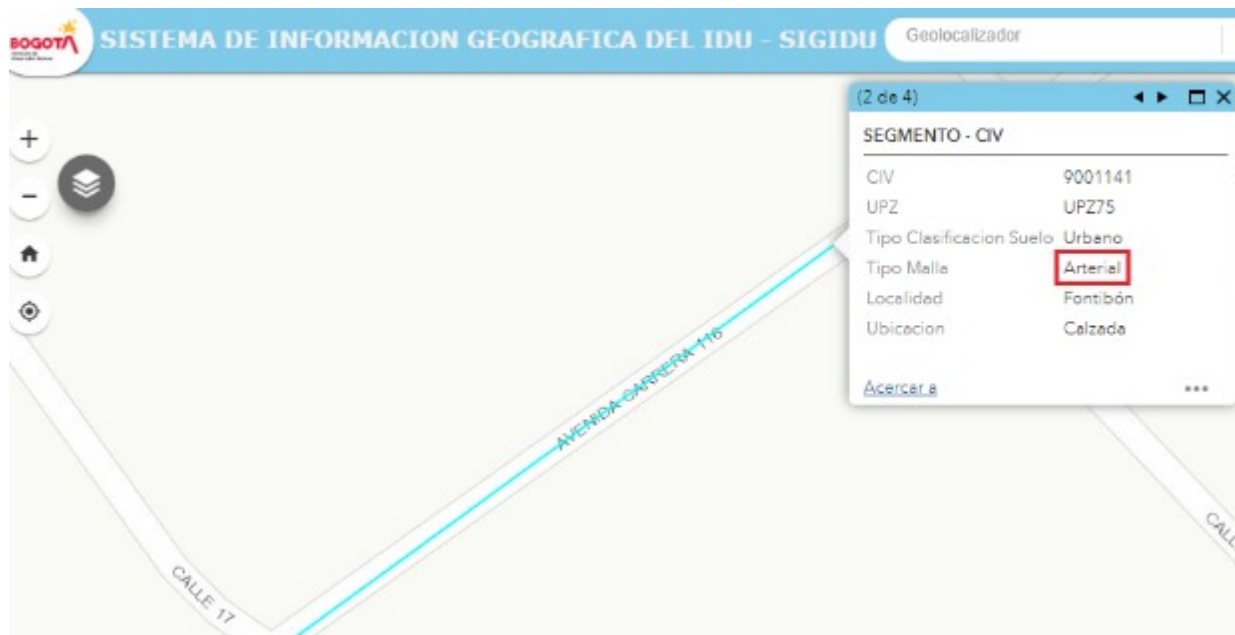 BOGOTÁ
SISTEMA DE INFORMACION GEOGRAFICA DEL IDU - SIGIDU
Geolocalizador
(2 de 4)
SEGMENTO - CIV
CIV 9001141
UPZ UPZ75
Tipo Clasificacion Suelo Urbano
Tipo Malla Arterial
Localidad Fontibón
Ubicacion Calzada
Acercar a
AVENIDA CARRERA 116
CALLE 17
CALL